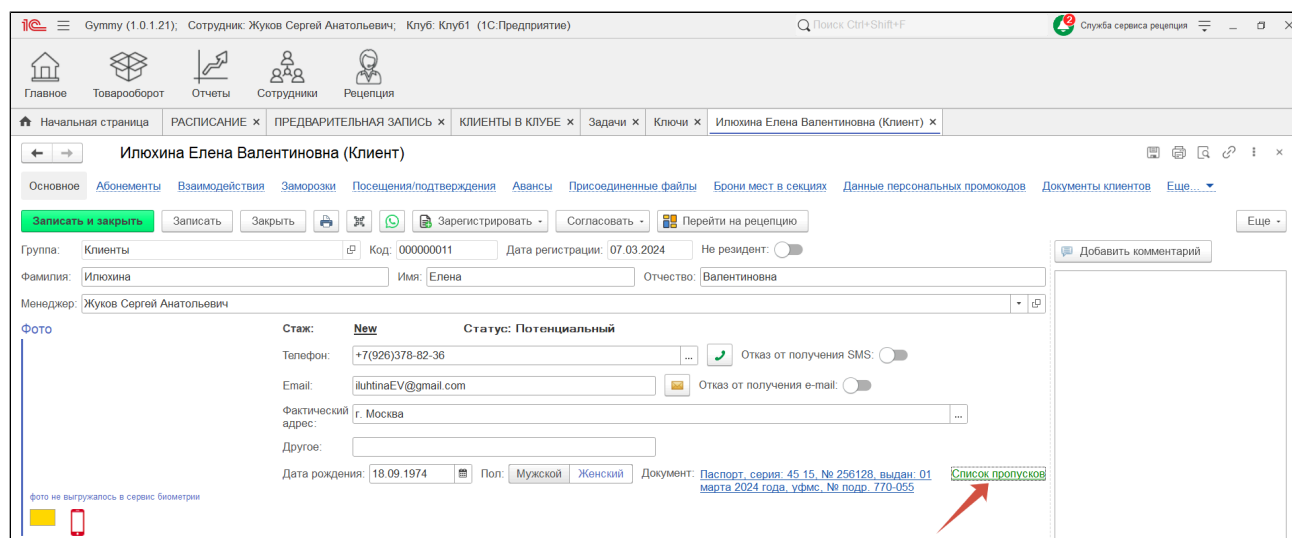 Gymmy (1.0.1.21); Сотрудник: Жуков Сергей Анатольевич; Клуб: Клуб1 (1С:Предприятие) Поиск Ctrl+Shift+F 2 Служба сервиса рецепция
Главное Товарооборот Отчеты Сотрудники Рецепция
Начальная страница РАСПИСАНИЕ × ПРЕДВАРИТЕЛЬНАЯ ЗАПИСЬ × КЛИЕНТЫ В КЛУБЕ × Задачи × Ключи × Илюхина Елена Валентиновна (Клиент) ×
Илюхина Елена Валентиновна (Клиент)
Основное Абонементы Взаимодействия Заморозки Посещения/подтверждения Авансы Присоединенные файлы Брони мест в секциях Данные персональных промокодов Документы клиентов Еще...
Записать и закрыть Записать Закрыть Зарегистрировать Согласовать Перейти на рецепцию Еще
Группа: Клиенты Код: 000000011 Дата регистрации: 07.03.2024 Не резидент: Добавить комментарий
Фамилия: Илюхина Имя: Елена Отчество: Валентиновна
Менеджер: Жуков Сергей Анатольевич
Фото Стаж: New Статус: Потенциальный
Телефон: +7(926)378-82-36 ... Отказ от получения SMS:
Email: iluhtinaEV@gmail.com Отказ от получения e-mail:
Фактический адрес: г. Москва ...
Другое:
Дата рождения: 18.09.1974 Пол: Мужской Женский Документ: Паспорт, серия: 45 15, № 256128, выдан: 01 Список пропусков
марта 2024 года, уфмс, № подр. 770-055
фото не выгружалось в сервис биометрии